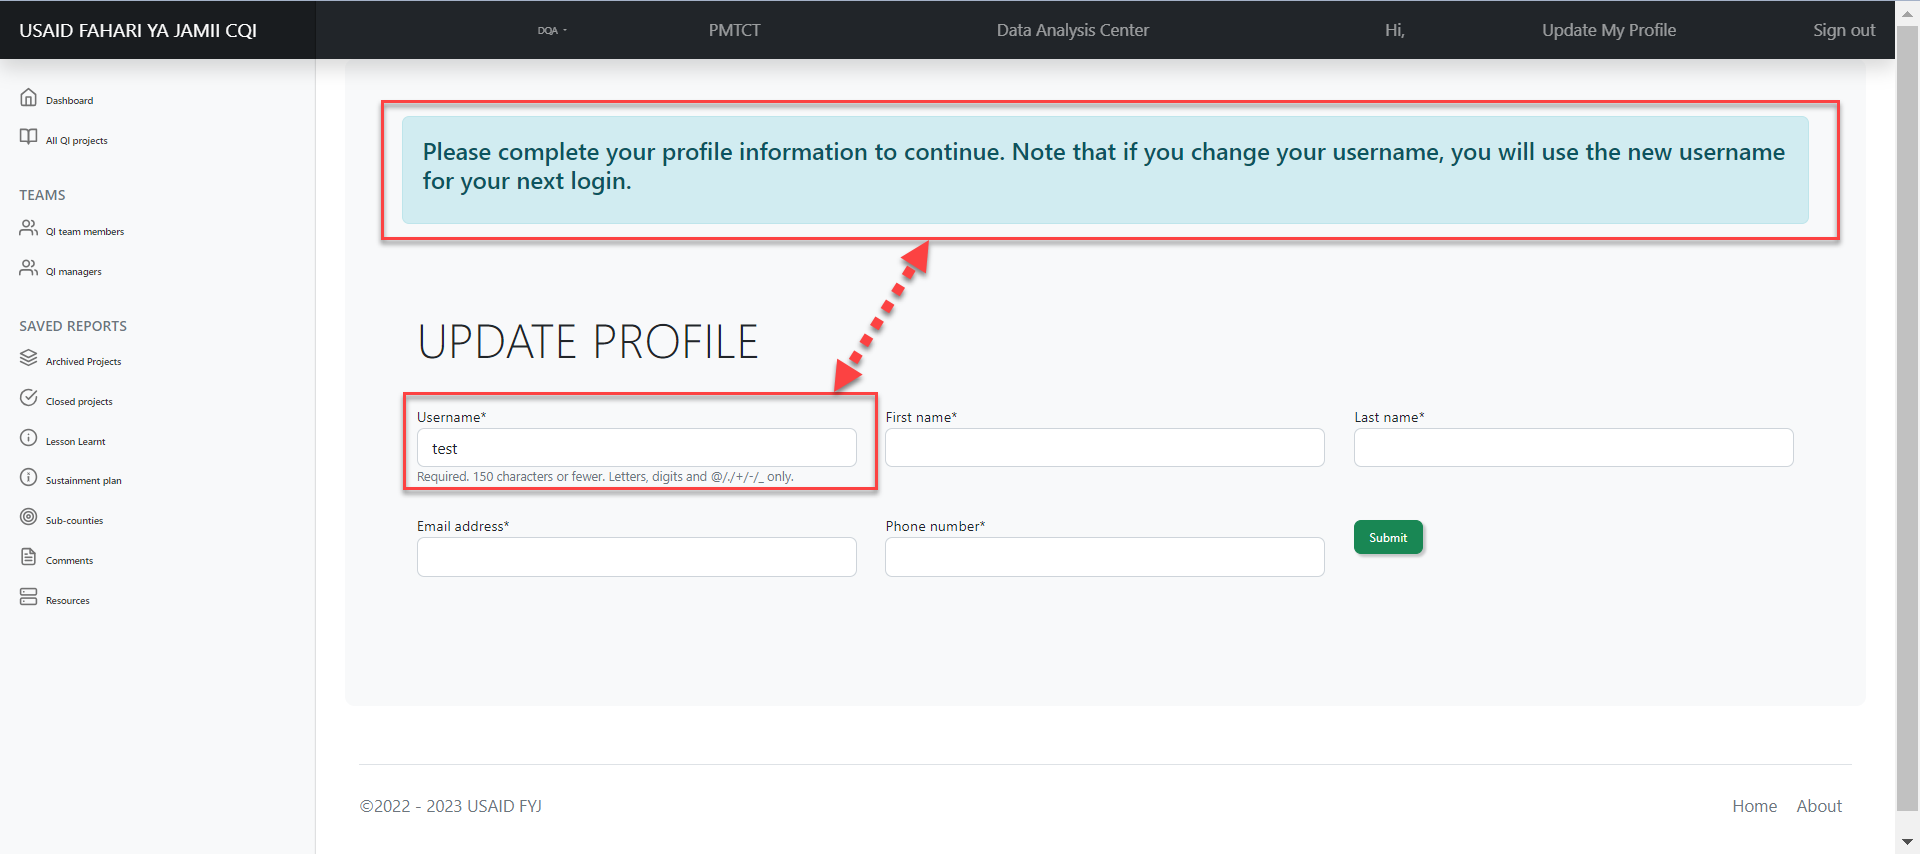 USAID FAHARI YA JAMII CQI
DQA
PMTCT
Data Analysis Center
Hi,
Update My Profile
Sign out
Dashboard
All QI projects
TEAMS
QI team members
QI managers
SAVED REPORTS
Archived Projects
Closed projects
Lesson Learnt
Sustainment plan
Sub-counties
Comments
Resources
Please complete your profile information to continue. Note that if you change your username, you will use the new username
for your next login.
UPDATE PROFILE
Username*
test
Required. 150 characters or fewer. Letters, digits and @/./+/-/_ only.
First name*
Last name*
Email address*
Phone number*
Submit
©2022 - 2023 USAID FYJ
Home
About